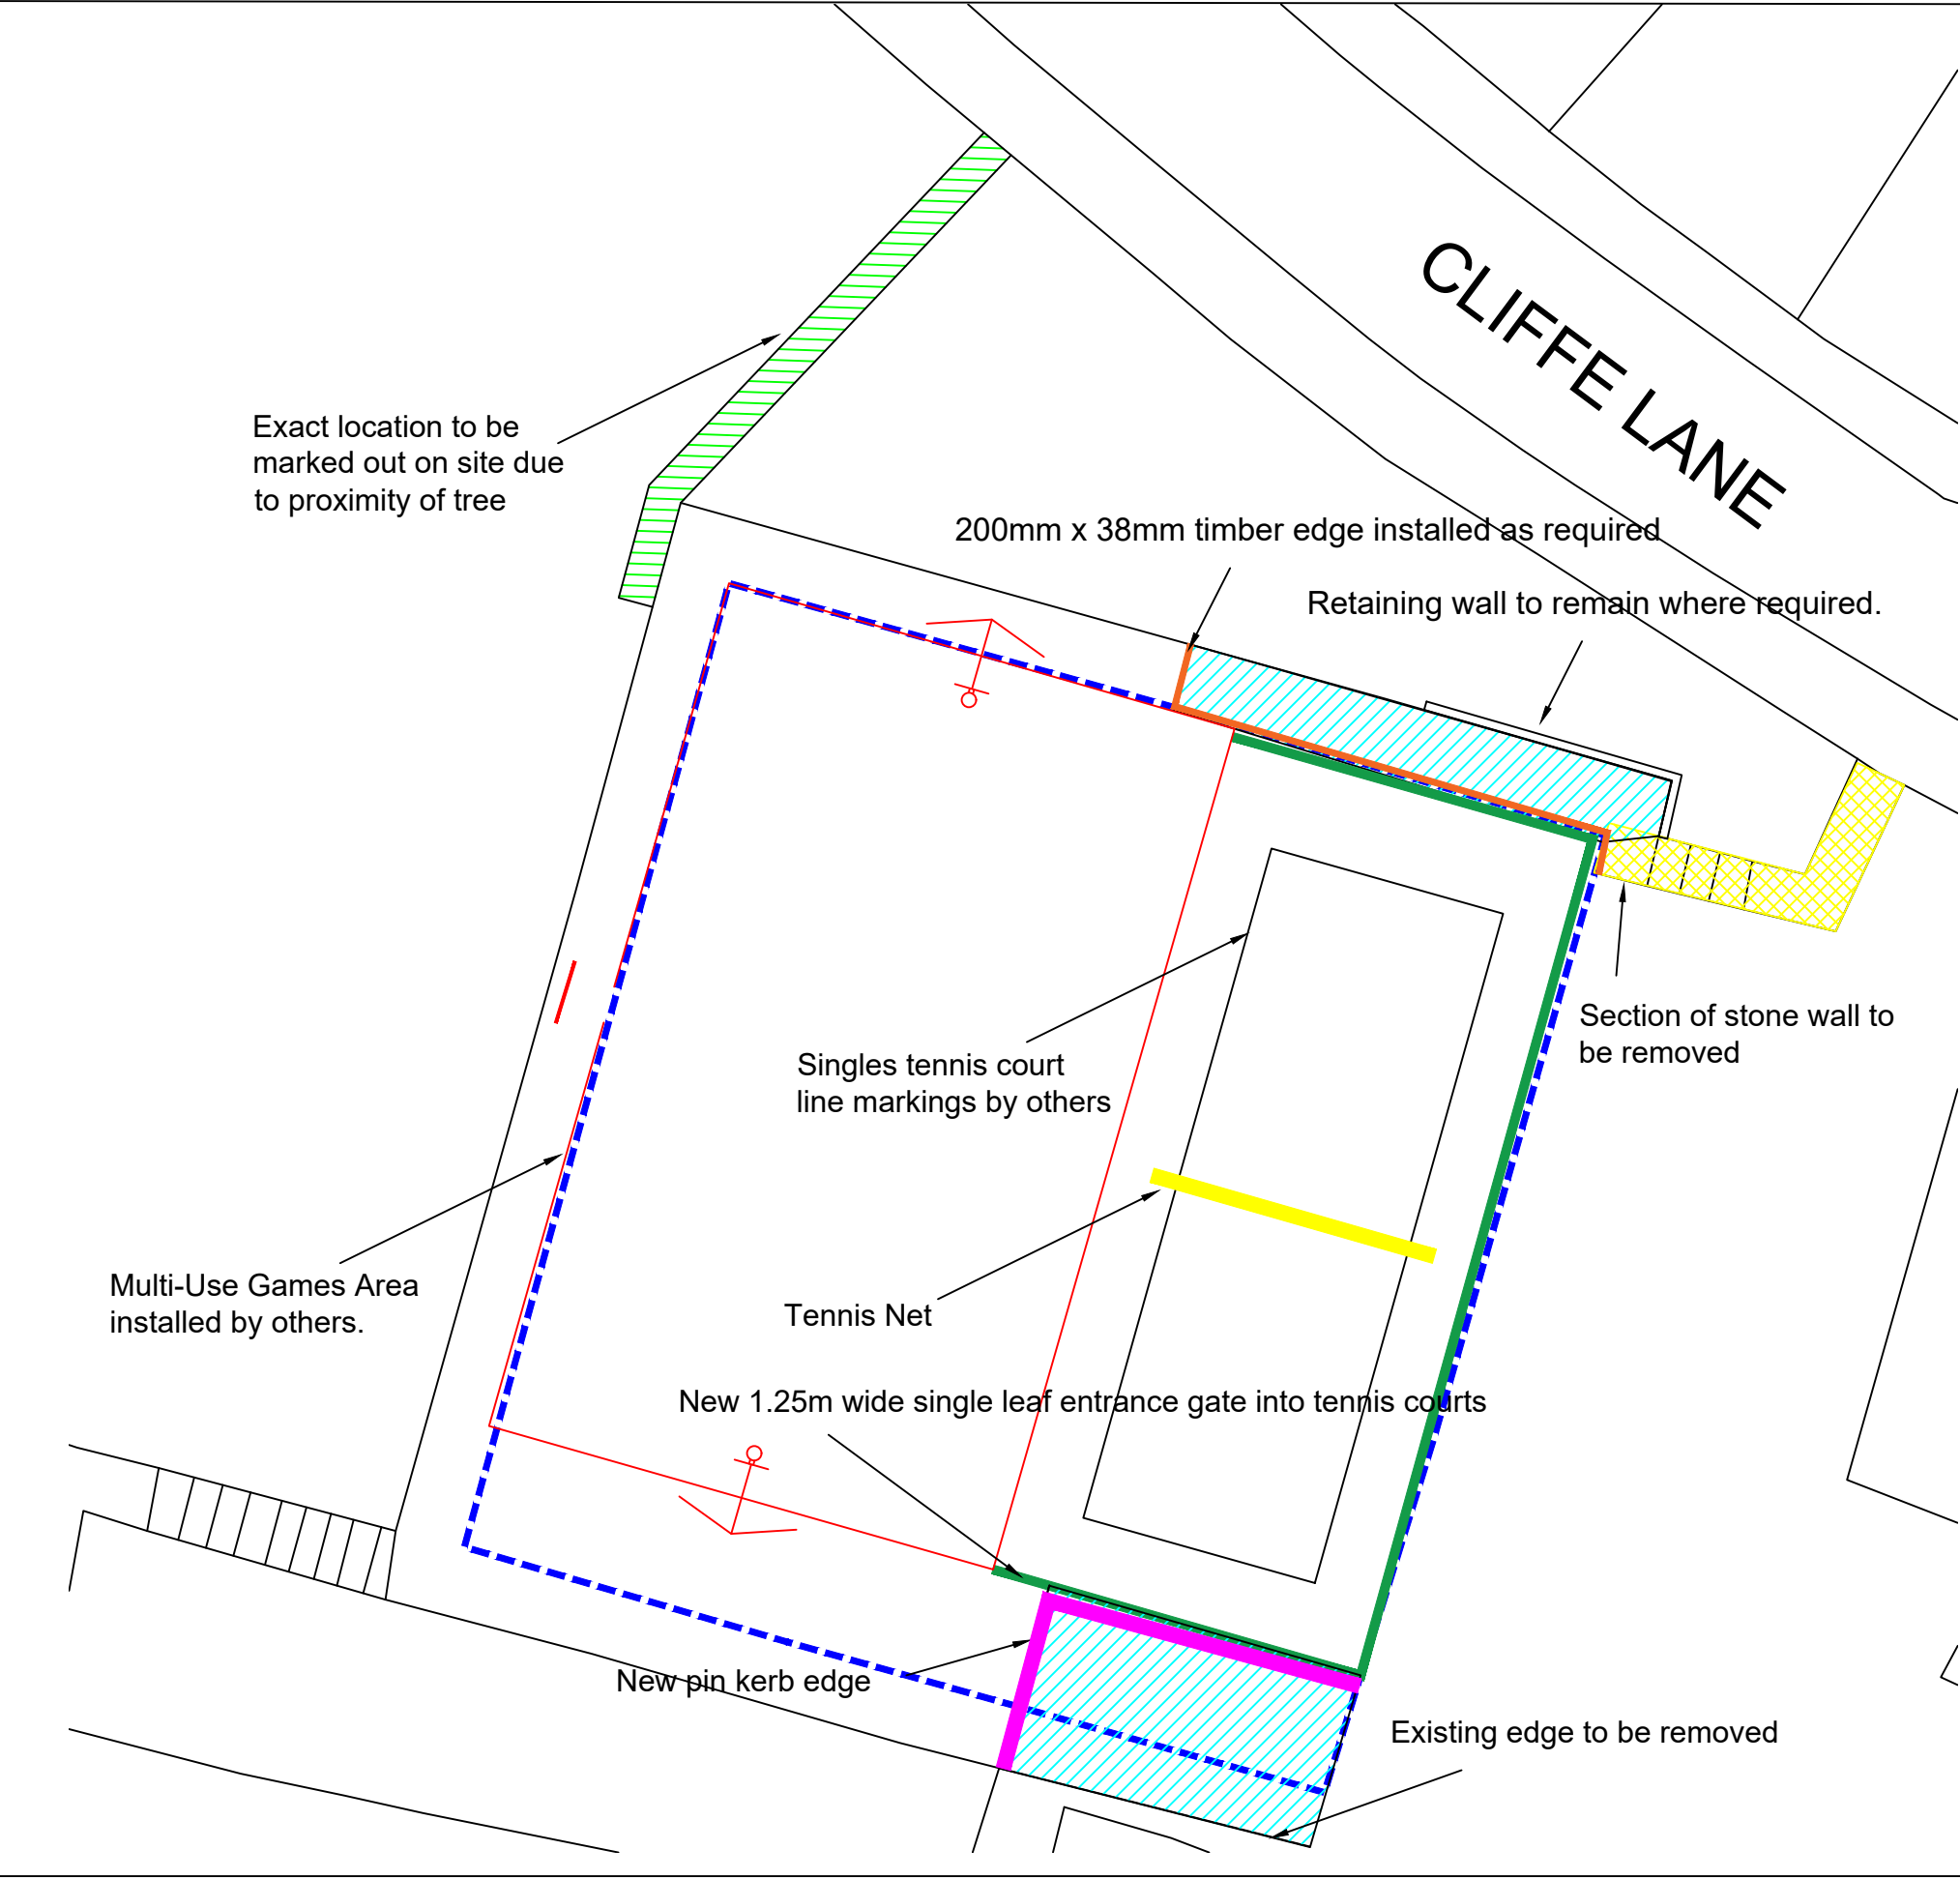 CLIFFE LANE
Exact location to be
marked out on site due
to proximity of tree
200mm x 38mm timber edge installed as required
Retaining wall to remain where required.
Section of stone wall to
be removed
Singles tennis court
line markings by others
Multi-Use Games Area
installed by others.
Tennis Net
New 1.25m wide single leaf entrance gate into tennis courts
New pin kerb edge
Existing edge to be removed